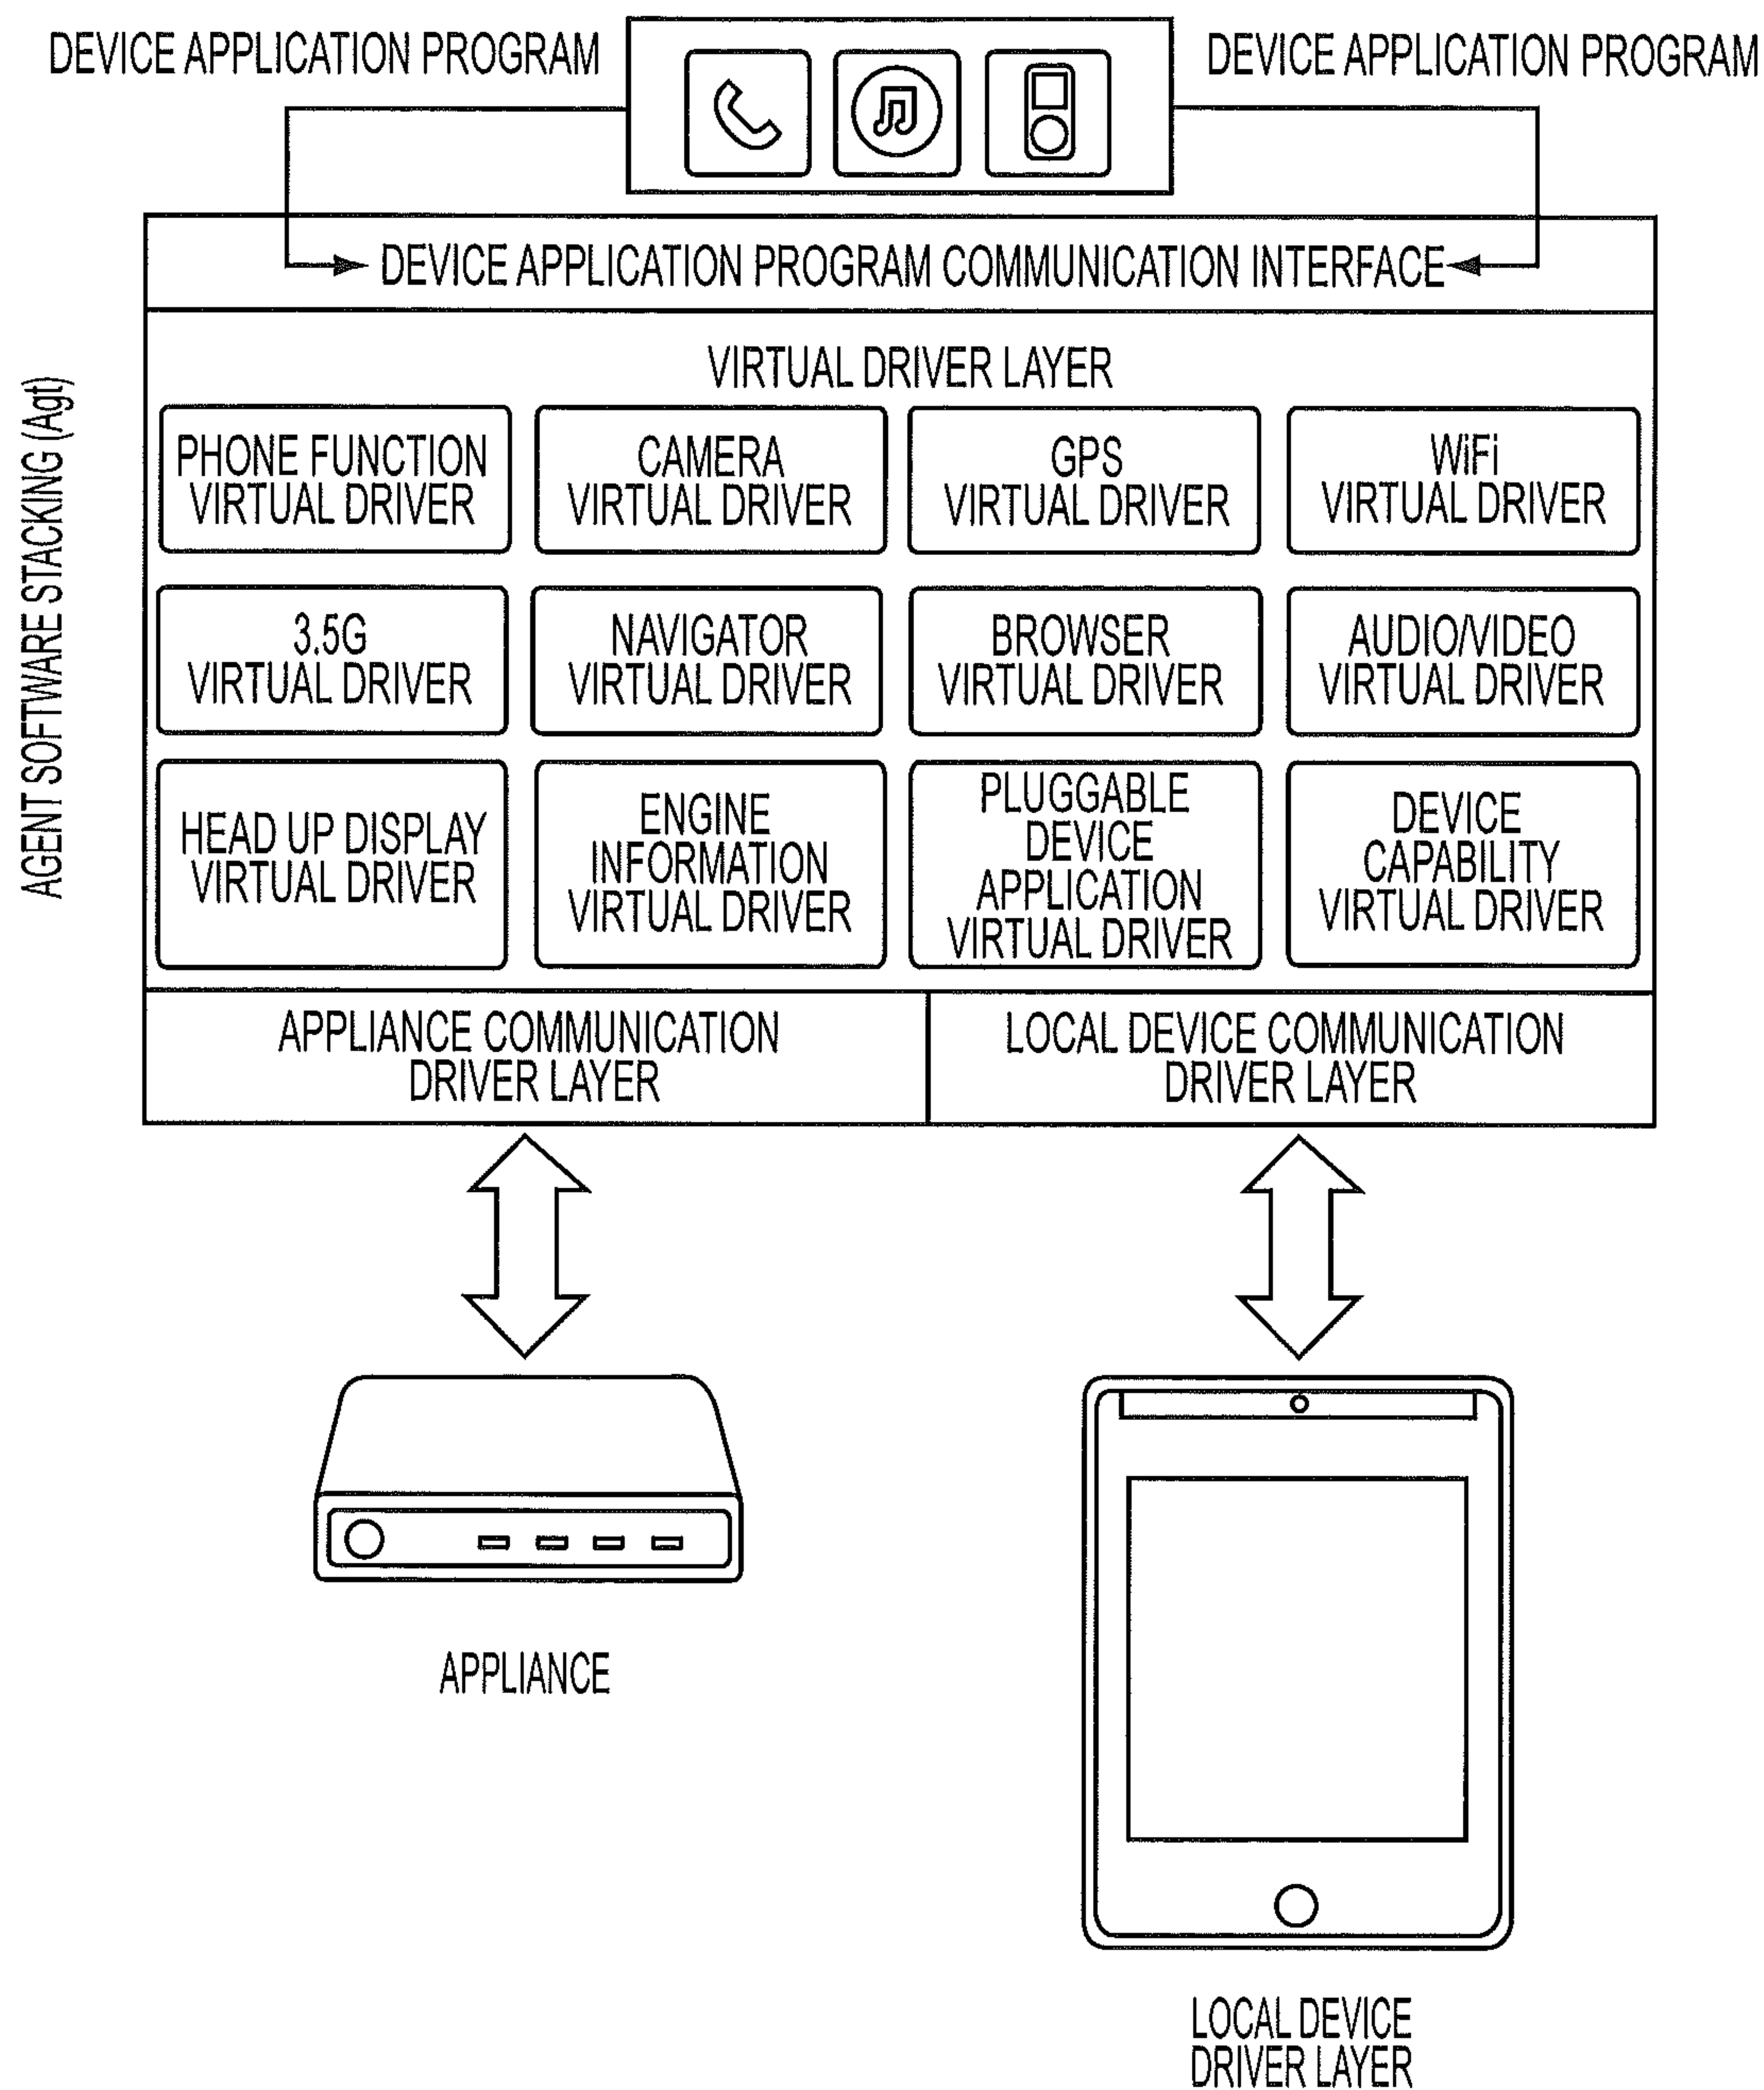 DEVICE APPLICATION PROGRAM
DEVICE APPLICATION PROGRAM
DEVICE APPLICATION PROGRAM COMMUNICATION INTERFACE
AGENT SOFTWARE STACKING (Agt)
VIRTUAL DRIVER LAYER
PHONE FUNCTION
VIRTUAL DRIVER
CAMERA
VIRTUAL DRIVER
GPS
VIRTUAL DRIVER
WiFi
VIRTUAL DRIVER
3.5G
VIRTUAL DRIVER
NAVIGATOR
VIRTUAL DRIVER
BROWSER
VIRTUAL DRIVER
AUDIO/VIDEO
VIRTUAL DRIVER
HEAD UP DISPLAY
VIRTUAL DRIVER
ENGINE
INFORMATION
VIRTUAL DRIVER
PLUGGABLE
DEVICE
APPLICATION
VIRTUAL DRIVER
DEVICE
CAPABILITY
VIRTUAL DRIVER
APPLIANCE COMMUNICATION
DRIVER LAYER
LOCAL DEVICE COMMUNICATION
DRIVER LAYER
APPLIANCE
LOCAL DEVICE
DRIVER LAYER